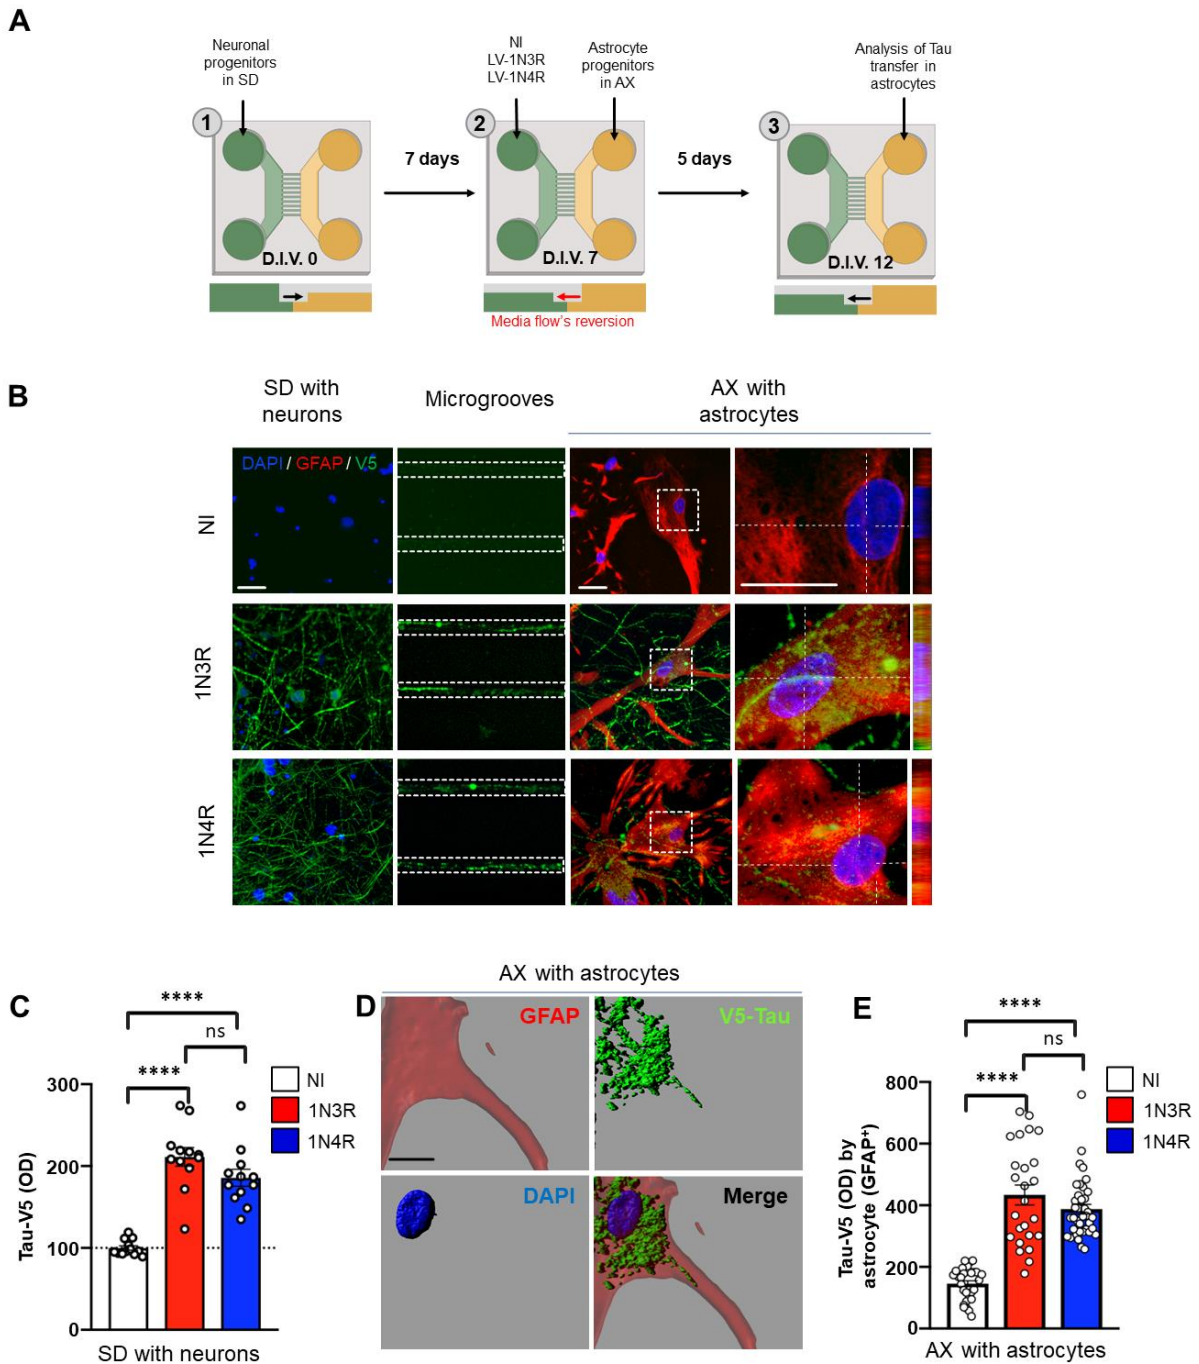 A
Neuronal
progenitors
in SD
NI
LV-1N3R
LV-1N4R
Astrocyte
progenitors
in AX
Analysis of Tau
transfer in
astrocytes
1
2
3
7 days
5 days
D.I.V. 0
D.I.V. 7
D.I.V. 12
Media flow's reversion
B
SD with
neurons
Microgrooves
AX with
astrocytes
DAPI / GFAP / V5
NI
1N3R
1N4R
C
****
ns
****
NI
1N3R
1N4R
300
200
100
0
Tau-V5 (OD)
SD with neurons
D
AX with astrocytes
GFAP
V5-Tau
DAPI
Merge
E
****
ns
****
NI
1N3R
1N4R
800
600
400
200
0
Tau-V5 (OD) by
astrocyte (GFAP⁺)
AX with astrocytes